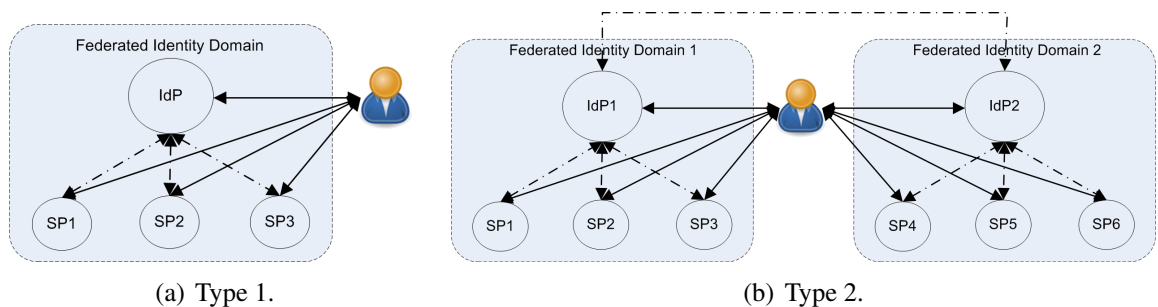 Federated Identity Domain
IdP
SP1 SP2 SP3
(a) Type 1.
Federated Identity Domain 1 Federated Identity Domain 2
IdP1 IdP2
SP1 SP2 SP3 SP4 SP5 SP6
(b) Type 2.